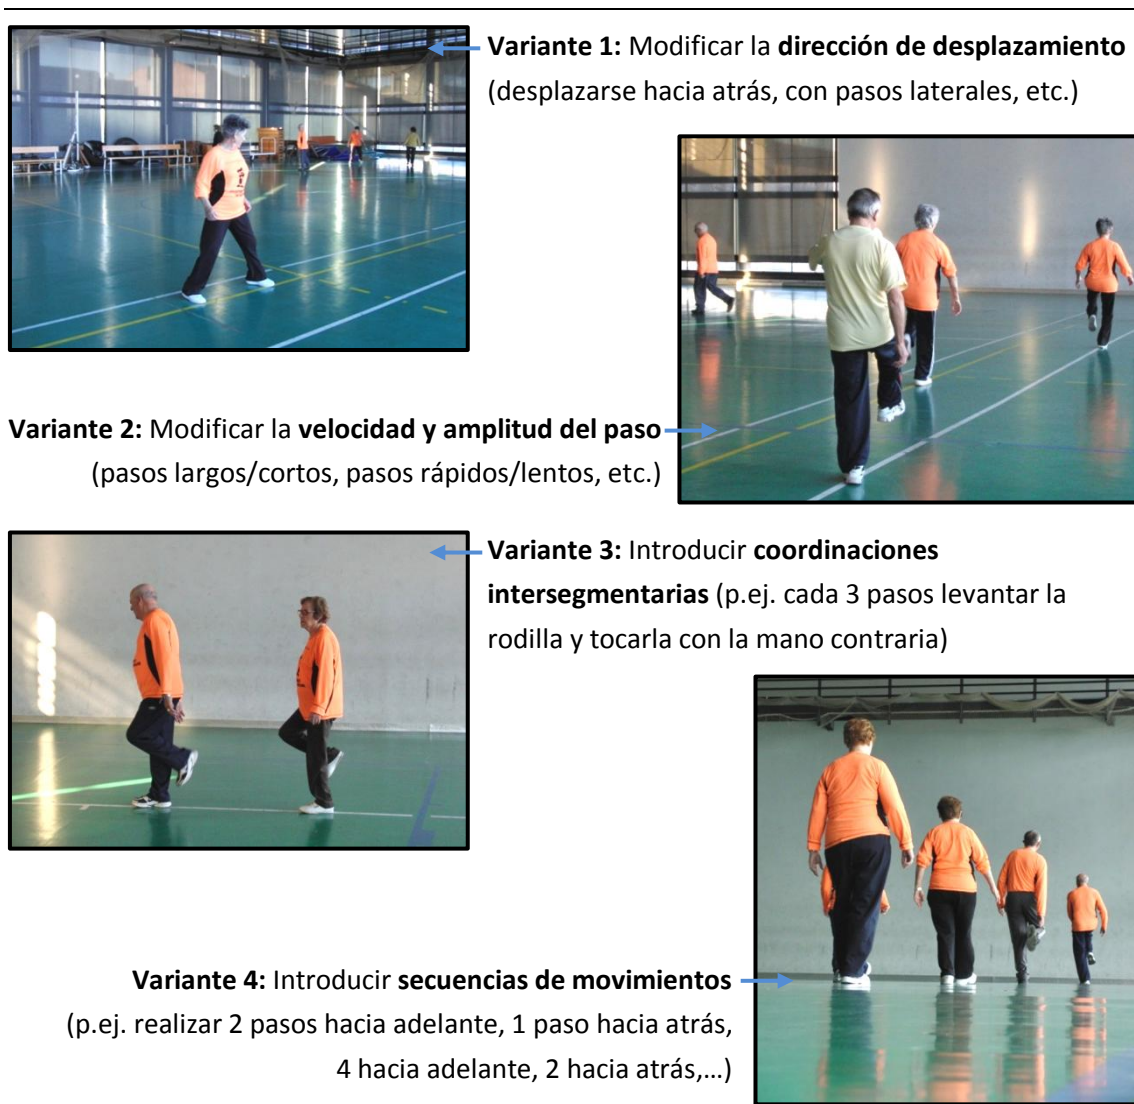 Variante 1: Modificar la dirección de desplazamiento
(desplazarse hacia atrás, con pasos laterales, etc.)
Variante 2: Modificar la velocidad y amplitud del paso
(pasos largos/cortos, pasos rápidos/lentos, etc.)
Variante 3: Introducir coordinaciones
intersegmentarias (p.ej. cada 3 pasos levantar la
rodilla y tocarla con la mano contraria)
Variante 4: Introducir secuencias de movimientos
(p.ej. realizar 2 pasos hacia adelante, 1 paso hacia atrás,
4 hacia adelante, 2 hacia atrás,…)